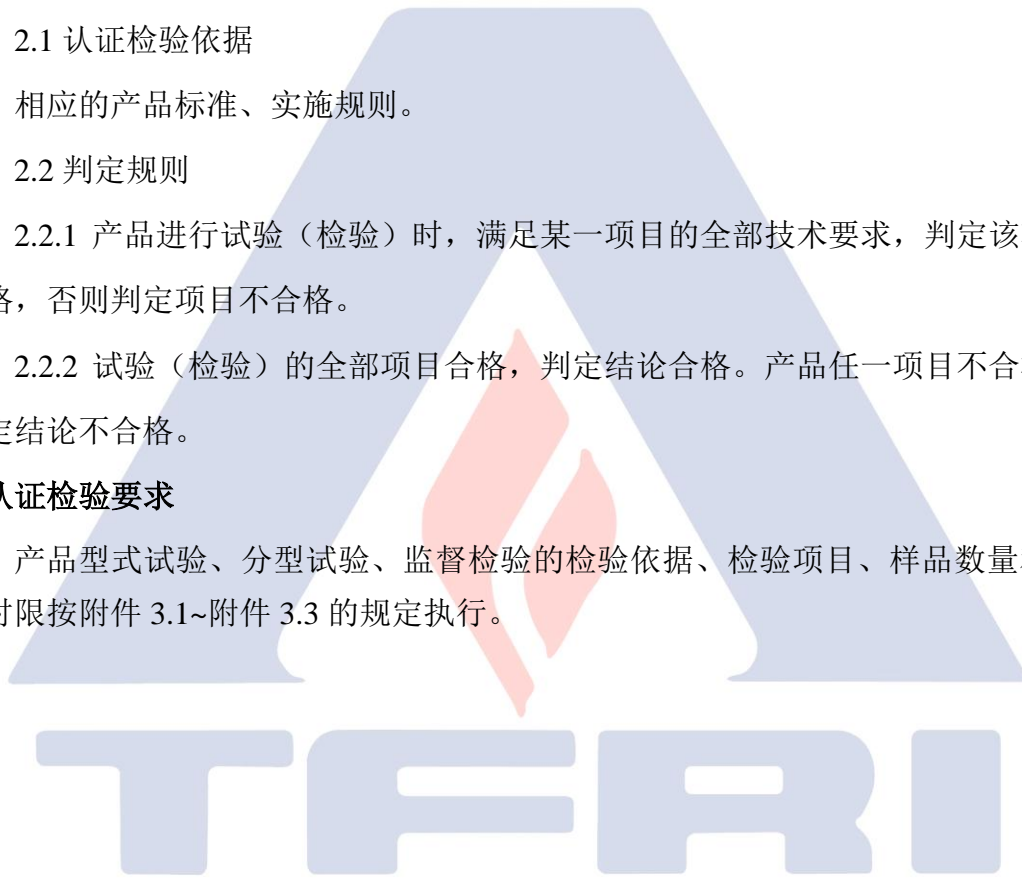 2.1 认证检验依据
相应的产品标准、实施规则。
2.2 判定规则
2.2.1 产品进行试验（检验）时，满足某一项目的全部技术要求，判定该
格，否则判定项目不合格。
2.2.2 试验（检验）的全部项目合格，判定结论合格。产品任一项目不合
定结论不合格。
认证检验要求
产品型式试验、分型试验、监督检验的检验依据、检验项目、样品数量
时限按附件 3.1~附件 3.3 的规定执行。
TFRI